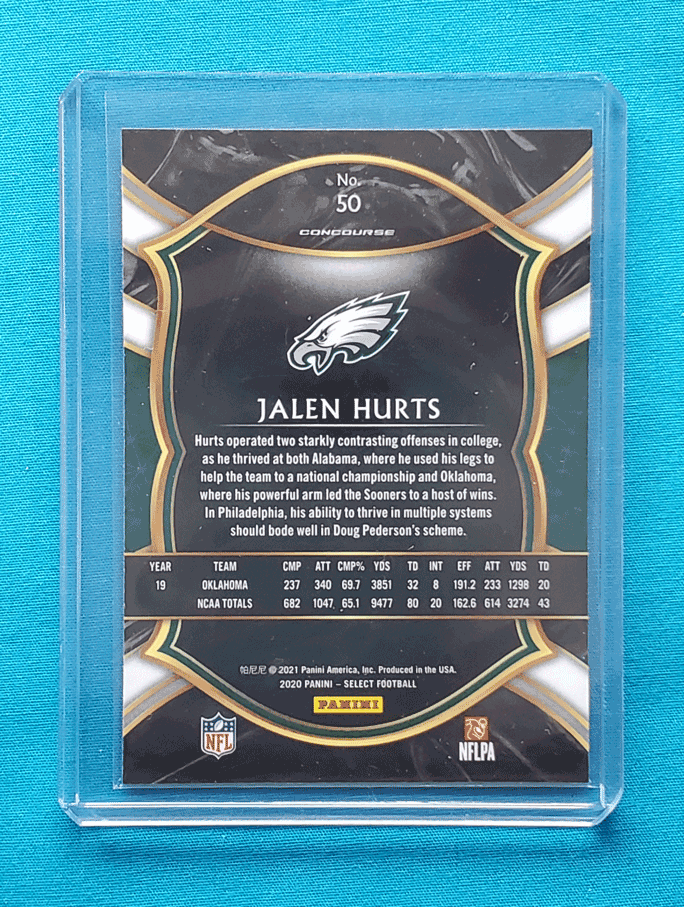 No.
50
CONCOURSE
JALEN HURTS
Hurts operated two starkly contrasting offenses in college,
as he thrived at both Alabama, where he used his legs to
help the team to a national championship and Oklahoma,
where his powerful arm led the Sooners to a host of wins.
In Philadelphia, his ability to thrive in multiple systems
should bode well in Doug Pederson's scheme.
YEAR TEAM CMP ATT CMP% YDS TD INT EFF ATT YDS TD
19 OKLAHOMA 237 340 69.7 3851 32 8 191.2 233 1298 20
NCAA TOTALS 682 1047 65.1 9477 80 20 162.6 614 3274 43
帕尼尼 © 2021 Panini America, Inc. Produced in the USA.
2020 PANINI – SELECT FOOTBALL
PANINI
NFL
NFLPA